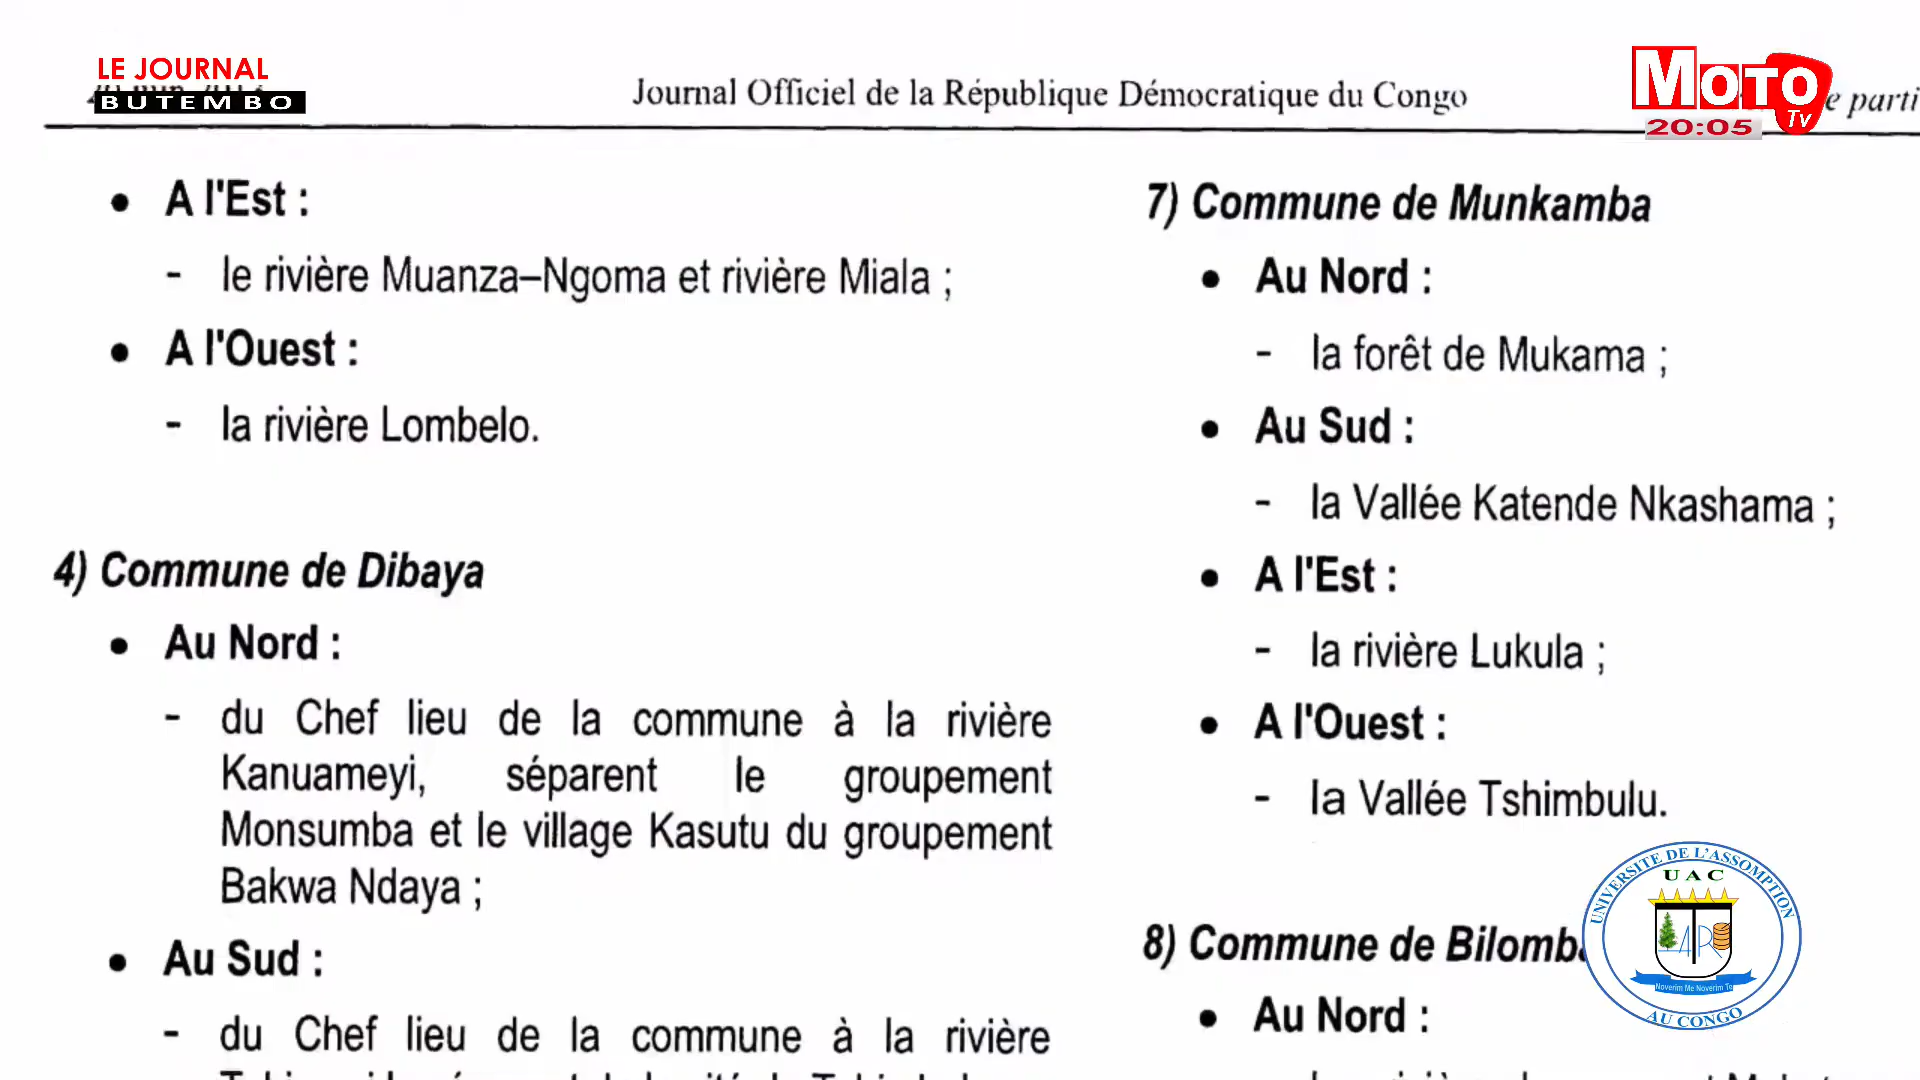 LE JOURNAL
BUTEMBO
Journal Officiel de la République Démocratique du Congo
MOTO
Tv
20:05
e parti
• A l'Est :
- le rivière Muanza–Ngoma et rivière Miala ;
• A l'Ouest :
- la rivière Lombelo.
4) Commune de Dibaya
• Au Nord :
- du Chef lieu de la commune à la rivière
Kanuameyi, séparent le groupement
Monsumba et le village Kasutu du groupement
Bakwa Ndaya ;
• Au Sud :
- du Chef lieu de la commune à la rivière
7) Commune de Munkamba
• Au Nord :
- la forêt de Mukama ;
• Au Sud :
- la Vallée Katende Nkashama ;
• A l'Est :
- la rivière Lukula ;
• A l'Ouest :
- la Vallée Tshimbulu.
8) Commune de Bilomba
• Au Nord :
UNIVERSITE DE L'ASSOMPTION
UAC
Noverim Me Noverim Te
AU CONGO